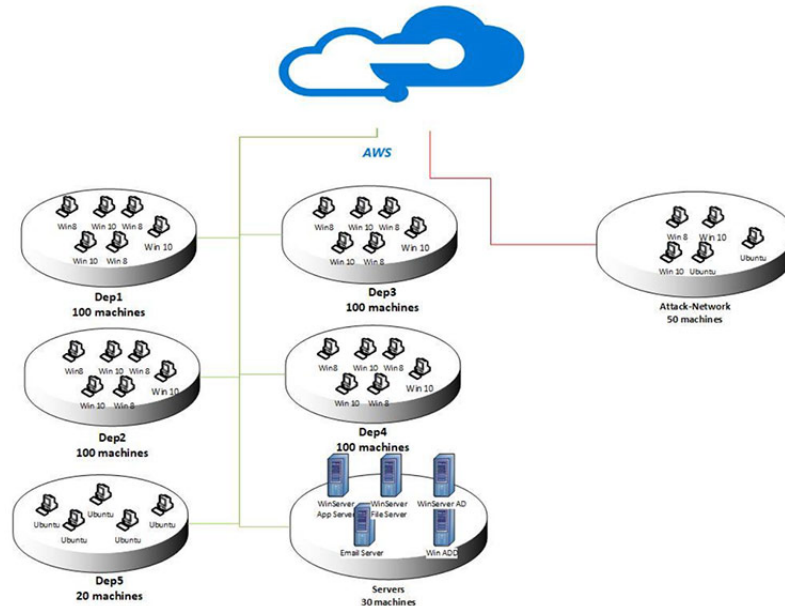 AWS
Win8
Win 10
Win 8
Win 10
Win 10
Win 8
Dep1
100 machines
Win8
Win 10
Win 8
Win 10
Win 10
Win 8
Dep3
100 machines
Win 8
Win 10
Ubuntu
Win 10
Ubuntu
Attack-Network
50 machines
Win8
Win 10
Win 8
Win 10
Win 10
Win 8
Dep2
100 machines
Win8
Win 10
Win 8
Win 10
Win 10
Win 8
Dep4
100 machines
Ubuntu
Ubuntu
Ubuntu
Ubuntu
Ubuntu
Dep5
20 machines
WinServer
App Server
WinServer
File Server
WinServer AD
Email Server
Win ADD
Servers
30 machines